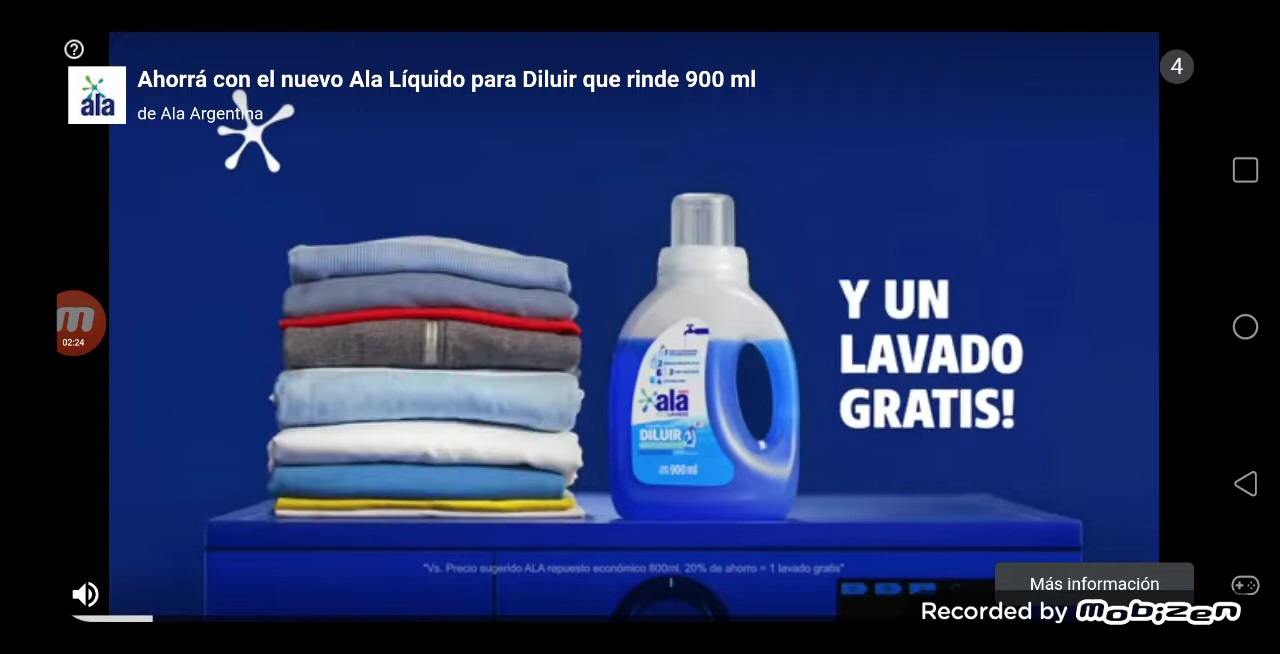 Ahorrá con el nuevo Ala Líquido para Diluir que rinde 900 ml
de Ala Argentina
ala
4
02:24
Y UN
LAVADO
GRATIS!
ala
DILUIR
900 ml
"Vs. Precio sugerido ALA repuesto económico 800ml. 20% de ahorro = 1 lavado gratis"
Más información
Recorded by mobizen